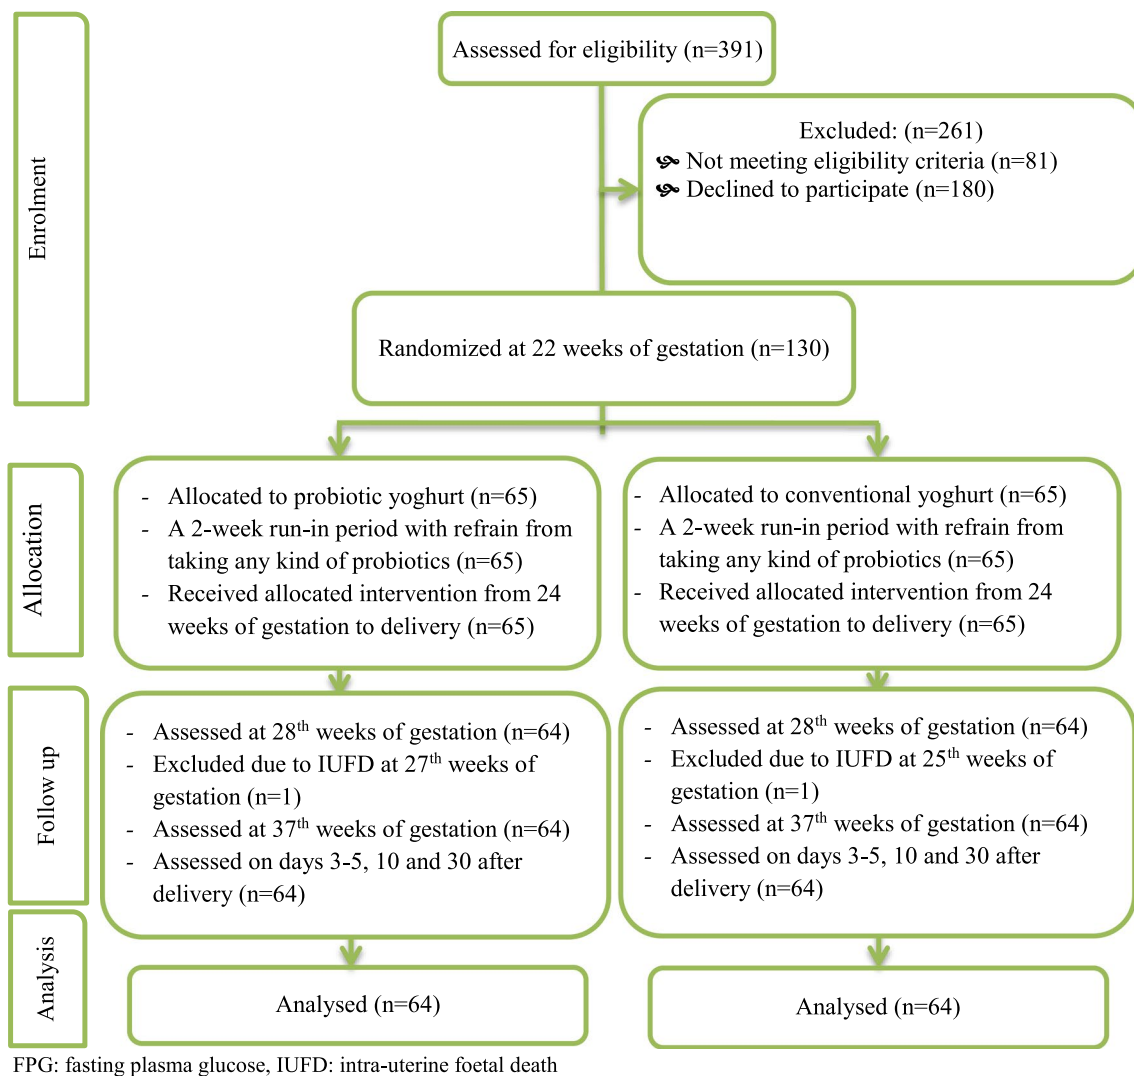 Enrolment
Assessed for eligibility (n=391)
Excluded: (n=261)
Not meeting eligibility criteria (n=81)
Declined to participate (n=180)
Randomized at 22 weeks of gestation (n=130)
Allocation
- Allocated to probiotic yoghurt (n=65)
- A 2-week run-in period with refrain from
taking any kind of probiotics (n=65)
- Received allocated intervention from 24
weeks of gestation to delivery (n=65)
- Allocated to conventional yoghurt (n=65)
- A 2-week run-in period with refrain from
taking any kind of probiotics (n=65)
- Received allocated intervention from 24
weeks of gestation to delivery (n=65)
Follow up
- Assessed at 28th weeks of gestation (n=64)
- Excluded due to IUFD at 27th weeks of
gestation (n=1)
- Assessed at 37th weeks of gestation (n=64)
- Assessed on days 3-5, 10 and 30 after
delivery (n=64)
- Assessed at 28th weeks of gestation (n=64)
- Excluded due to IUFD at 25th weeks of
gestation (n=1)
- Assessed at 37th weeks of gestation (n=64)
- Assessed on days 3-5, 10 and 30 after
delivery (n=64)
Analysis
Analysed (n=64)
Analysed (n=64)
FPG: fasting plasma glucose, IUFD: intra-uterine foetal death